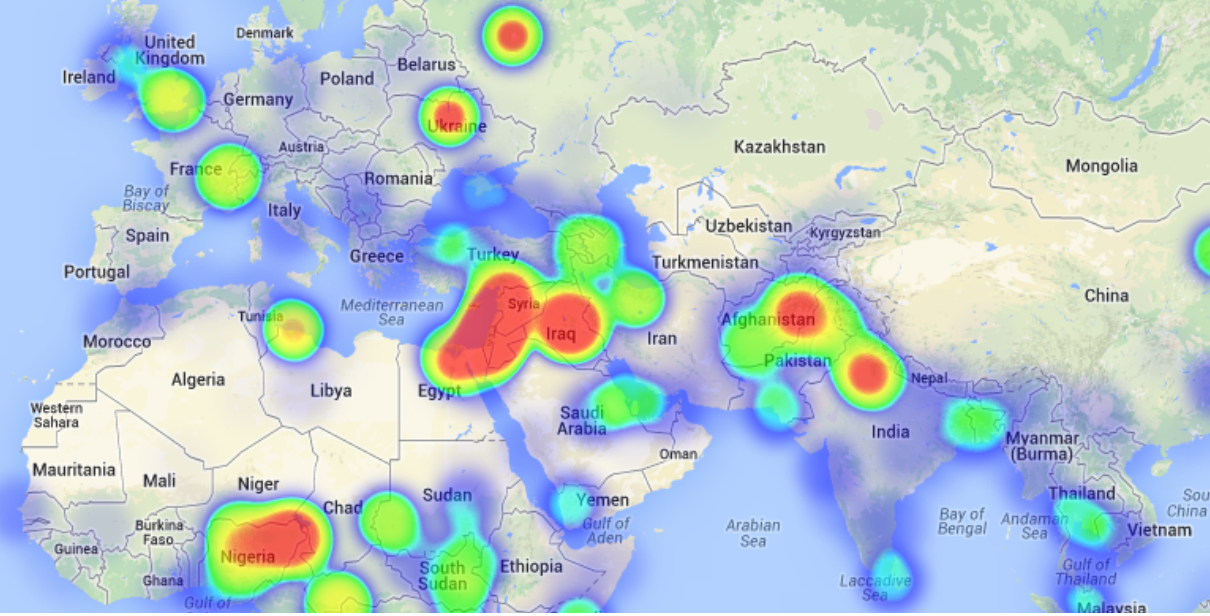 Denmark
United
Kingdom
Ireland
Belarus
Poland
Germany
Ukraine
Austria
France
Romania
Bay of
Biscay
Italy
Spain
Portugal
Greece
Turkey
Kazakhstan
Mongolia
Uzbekistan
Kyrgyzstan
Turkmenistan
China
Mediterranean
Sea
Tunisia
Syria
Iraq
Iran
Afghanistan
Pakistan
Nepal
Morocco
Algeria
Libya
Egypt
Western
Sahara
Saudi
Arabia
India
Myanmar
(Burma)
Oman
Mauritania
Mali
Niger
Chad
Sudan
Yemen
Gulf of
Aden
Arabian
Sea
Bay of
Bengal
Andaman
Sea
Thailand
Vietnam
Sou
China
Burkina
Faso
Guinea
Ghana
Nigeria
South
Sudan
Ethiopia
Gulf of
Laccadive
Sea
Gulf of
Thailand
Malaysia